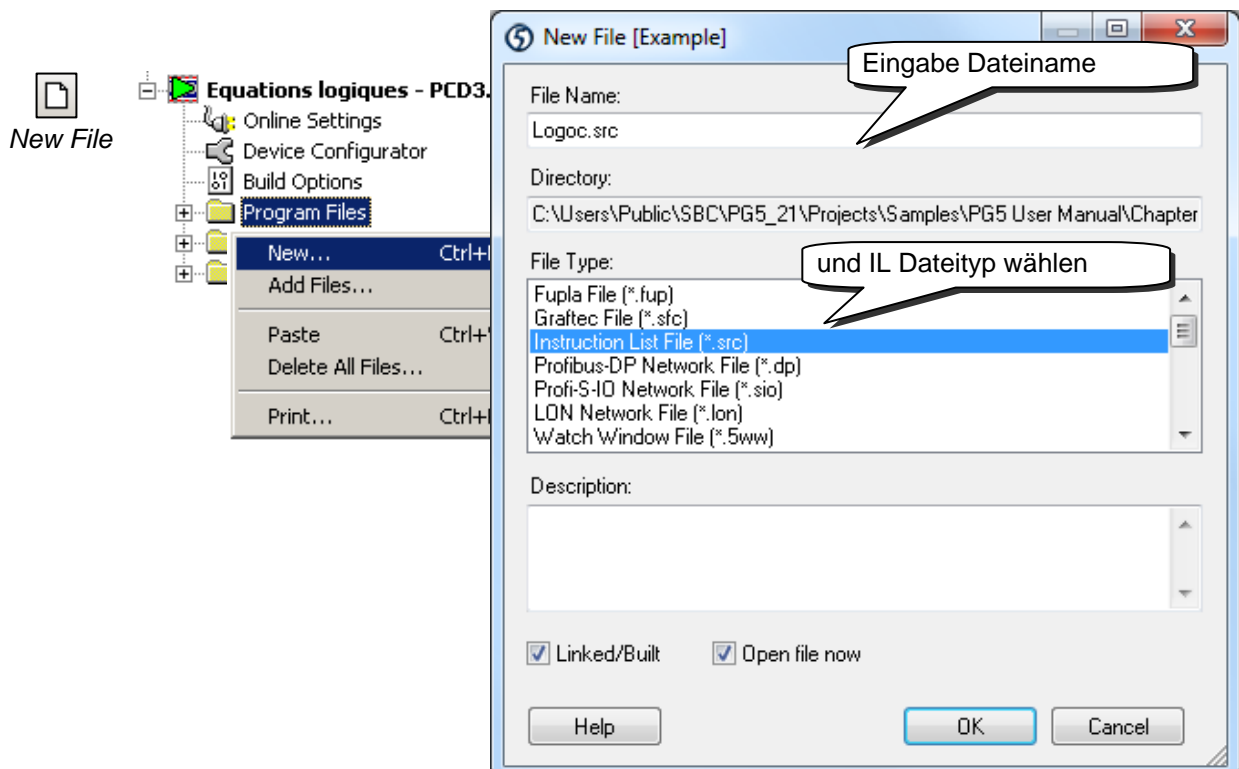 New File
Equations logiques - PCD3.
Online Settings
Device Configurator
Build Options
Program Files
New... Ctrl+
Add Files...
Paste Ctrl+
Delete All Files...
Print... Ctrl+
New File [Example]
Eingabe Dateiname
File Name:
Logoc.src
Directory:
C:\Users\Public\SBC\PG5_21\Projects\Samples\PG5 User Manual\Chapter
File Type:
und IL Dateityp wählen
Fupla File (*.fup)
Graftec File (*.sfc)
Instruction List File (*.src)
Profibus-DP Network File (*.dp)
Profi-S-IO Network File (*.sio)
LON Network File (*.lon)
Watch Window File (*.5ww)
Description:
Linked/Built Open file now
Help OK Cancel